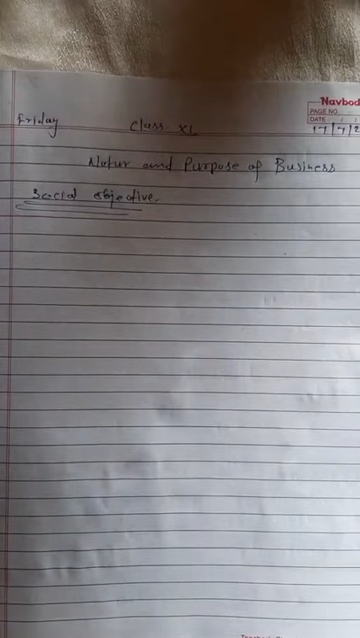 Navbod
PAGE NO.
DATE
Friday Class XI 17/7/2
Natur and Purpose of Business
Social objective.